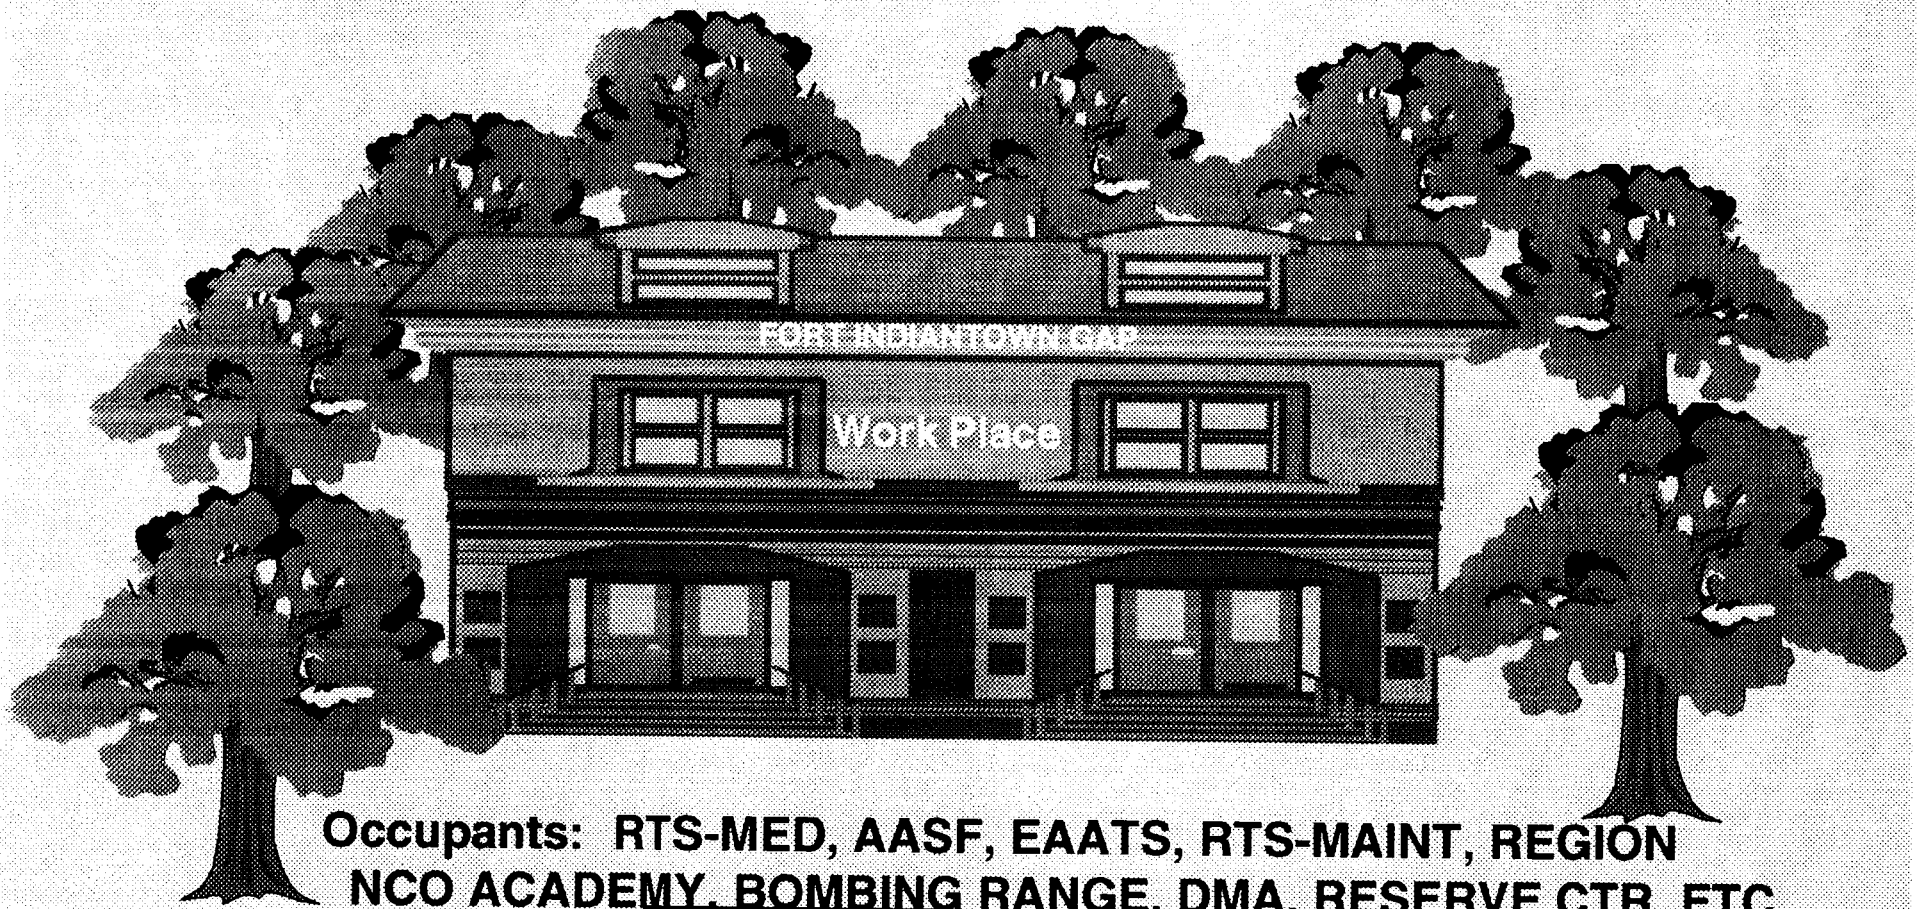 FORT INDIANTOWN GAP
Work Place
Occupants: RTS-MED, AASF, EAATS, RTS-MAINT, REGION
NCO ACADEMY, BOMBING RANGE, DMA, RESERVE CTR, ETC